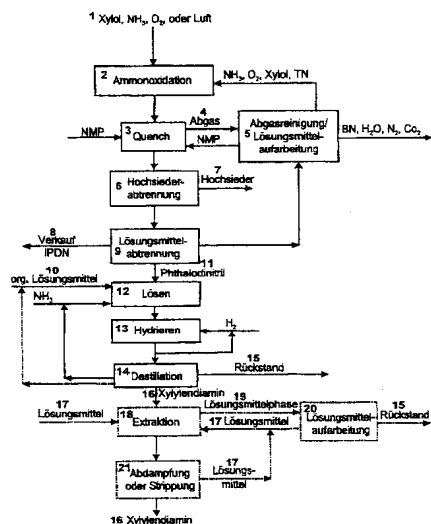 1 Xylol, NH3, O2, oder Luft
2 Ammonoxidation
NH3, O2, Xylol, TN
NMP
3 Quench
4
Abgas
NMP
Abgasreinigung/
5 Lösungsmittel-
aufarbeitung
BN, H2O, N2, Co2
6 Hochsieder-
abtrennung
7
Hochsieder
8
Verkauf
IPDN
Lösungsmittel-
9 abtrennung
10
org. Lösungsmittel
11
Phthalodinitril
NH3
12 Lösen
13 Hydrieren
H2
14 Destillation
15
Rückstand
16 Xylylendiamin
17
Lösungsmittel
18
Extraktion
19
Lösungsmittelphase
17 Lösungsmittel
20
Lösungsmittel-
aufarbeitung
15
Rückstand
21 Abdampfung
oder Strippung
17
Lösungs-
mittel
16 Xylylendiamin